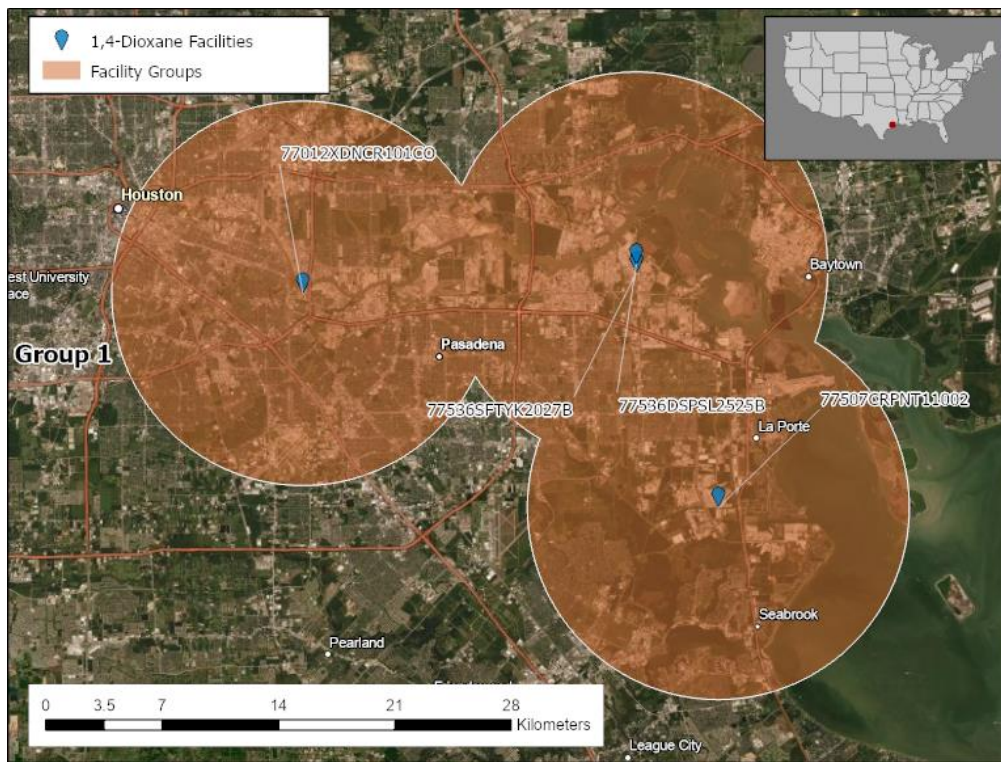 1,4-Dioxane Facilities
Facility Groups
77012XDNCR101CO
Houston
est University
ace
Baytown
Group 1
Pasadena
77536SFTYK2027B
77536DSPSL2525B
77507CRPNT11002
La Porte
Seabrook
Pearland
0 3.5 7 14 21 28
Kilometers
League City